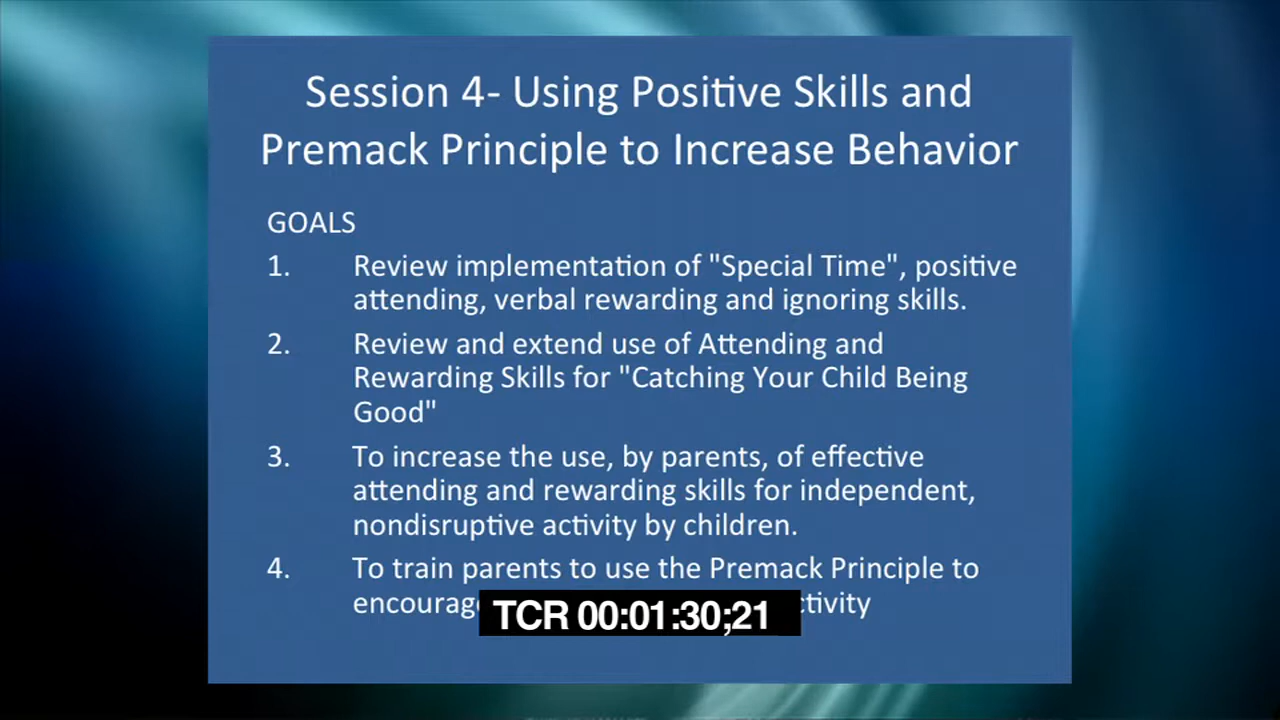 Session 4- Using Positive Skills and
Premack Principle to Increase Behavior
GOALS
1. Review implementation of "Special Time", positive
attending, verbal rewarding and ignoring skills.
2. Review and extend use of Attending and
Rewarding Skills for "Catching Your Child Being
Good"
3. To increase the use, by parents, of effective
attending and rewarding skills for independent,
nondisruptive activity by children.
4. To train parents to use the Premack Principle to
TCR 00:01:30;21